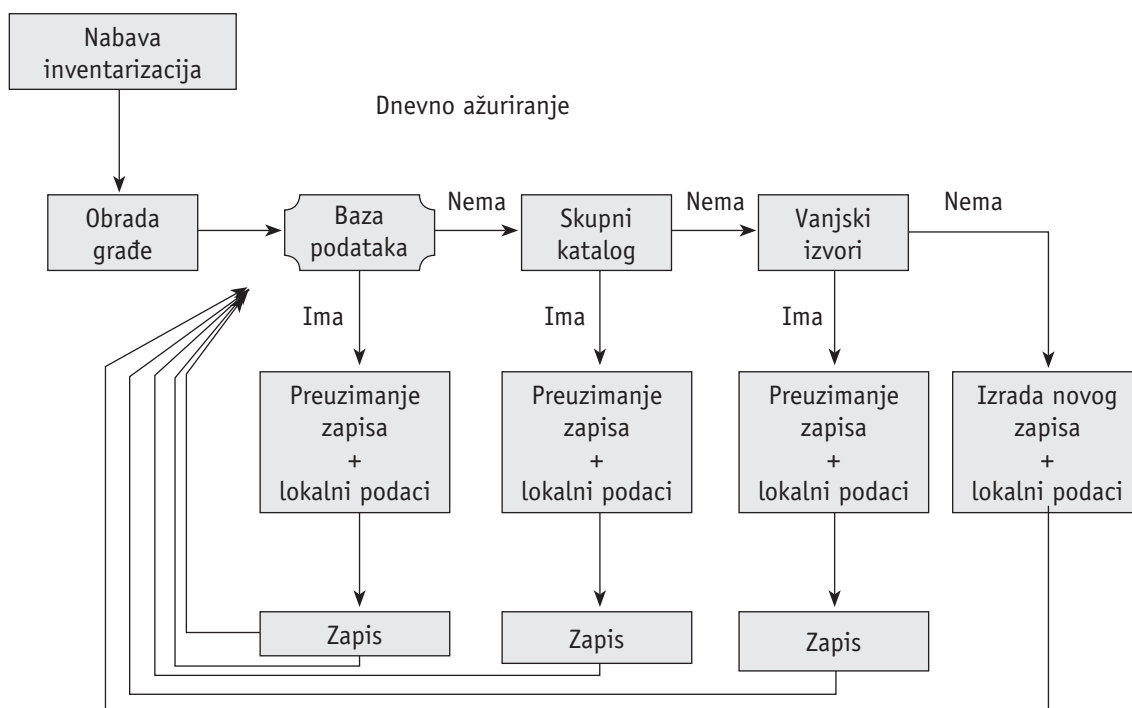 Nabava
inventarizacija
Dnevno ažuriranje
Obrada
građe
Baza
podataka
Nema
Skupni
katalog
Nema
Vanjski
izvori
Nema
Ima
Ima
Ima
Preuzimanje
zapisa
+
lokalni podaci
Preuzimanje
zapisa
+
lokalni podaci
Preuzimanje
zapisa
+
lokalni podaci
Izrada novog
zapisa
+
lokalni podaci
Zapis
Zapis
Zapis